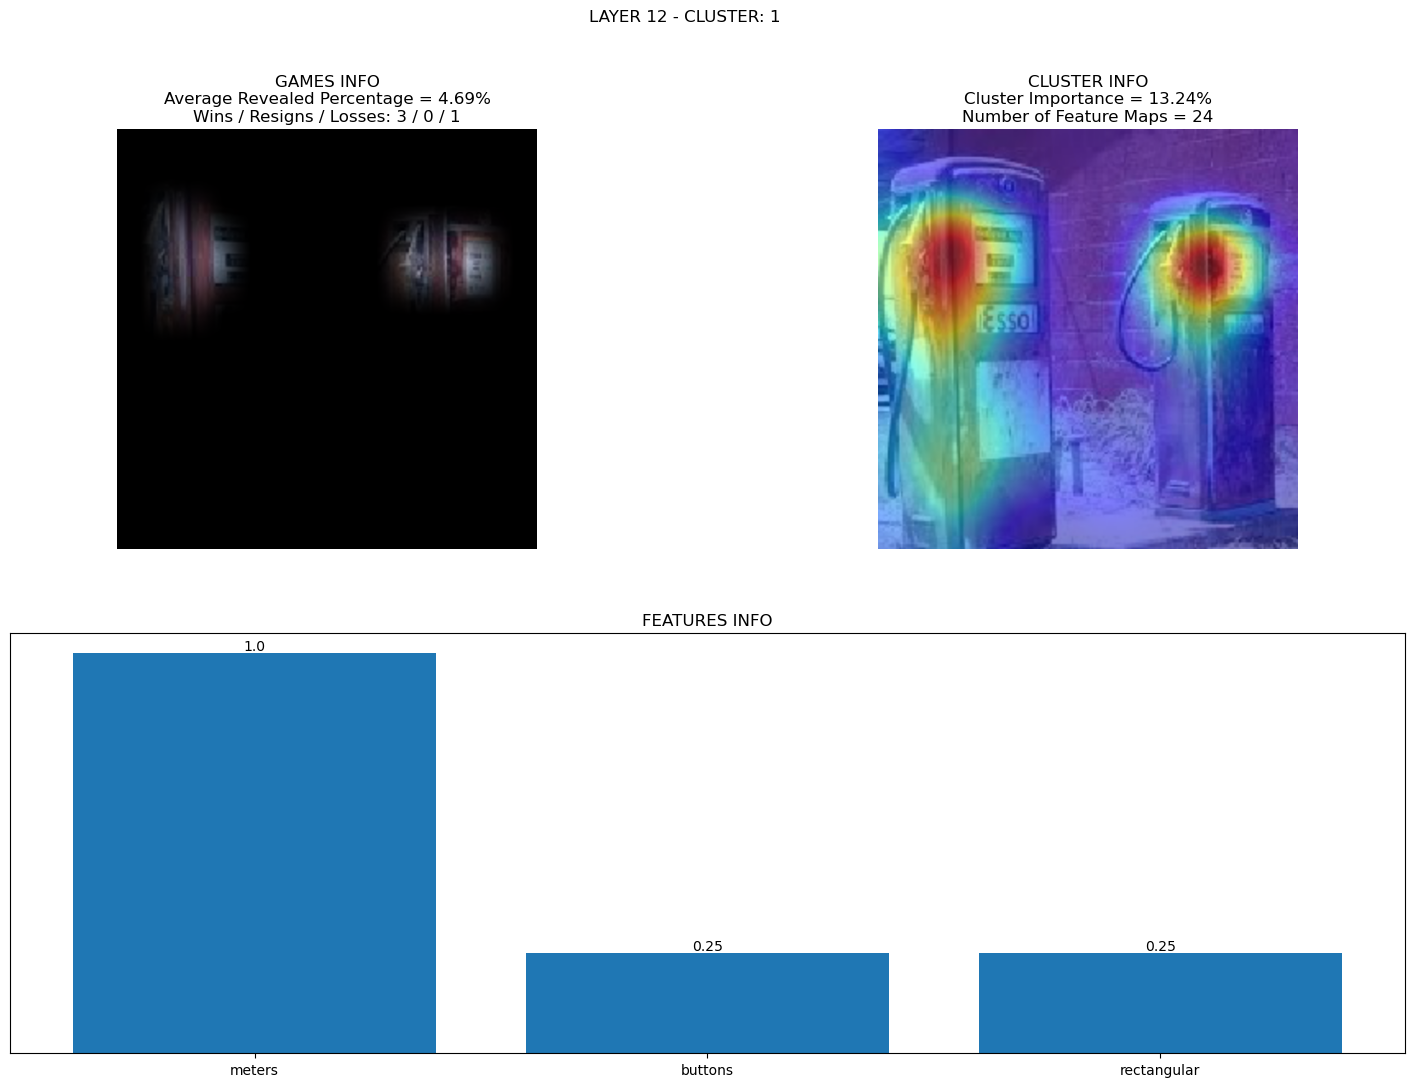 LAYER 12 - CLUSTER: 1
GAMES INFO
Average Revealed Percentage = 4.69%
Wins / Resigns / Losses: 3 / 0 / 1
CLUSTER INFO
Cluster Importance = 13.24%
Number of Feature Maps = 24
ESSO
FEATURES INFO
1.0
0.25
0.25
meters
buttons
rectangular